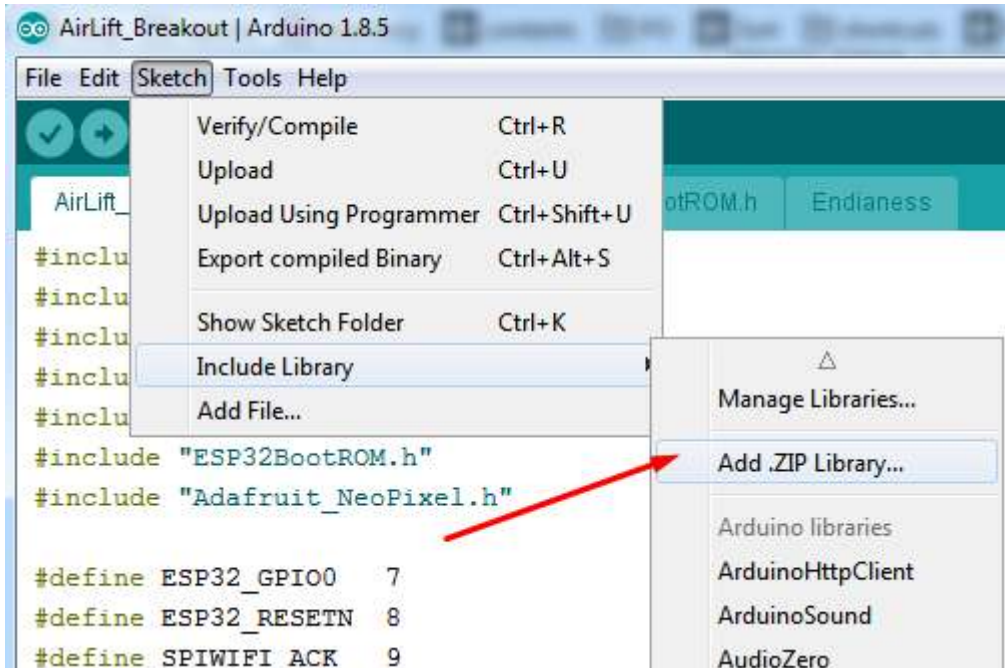 AirLift_Breakout | Arduino 1.8.5
File Edit Sketch Tools Help
Verify/Compile Ctrl+R
Upload Ctrl+U
AirLift_ otROM.h Endianess
Upload Using Programmer Ctrl+Shift+U
#inclu
Export compiled Binary Ctrl+Alt+S
#inclu
Show Sketch Folder Ctrl+K
#inclu
Include Library
#inclu
Add File...
#inclu
Manage Libraries...
#include "ESP32BootROM.h"
Add .ZIP Library...
#include "Adafruit_NeoPixel.h"
Arduino libraries
#define ESP32_GPIO0 7
ArduinoHttpClient
#define ESP32_RESETN 8
ArduinoSound
#define SPIWIFI_ACK 9
AudioZero